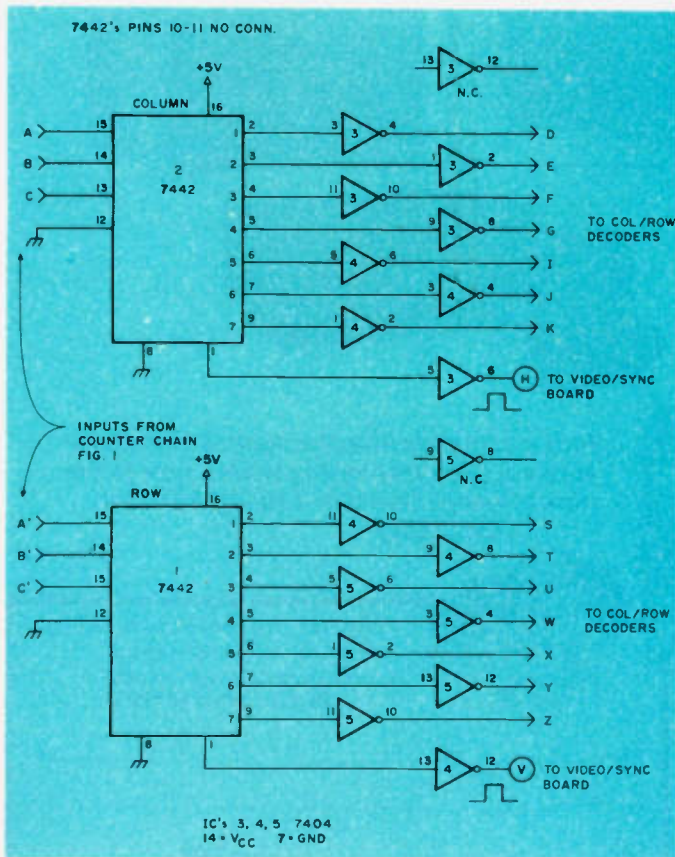 7442's PINS 10-11 NO CONN.
13 3 12
N.C.
+5V
COLUMN 16
A 15 1 2 3 3 4 D
B 14 2 3 1 3 2 E
2
7442
C 13 3 4 11 3 10 F
12 4 5 9 3 8 G
TO COL/ROW
DECODERS
5 6 9 4 6 I
6 7 3 4 4 J
7 9 1 4 2 K
8 1 5 3 6 H TO VIDEO/SYNC
BOARD
INPUTS FROM
COUNTER CHAIN
FIG. 1
9 5 8
N.C
+5V
ROW 16
A' 15 1 2 11 4 10 S
B' 14 2 3 9 4 8 T
1
7442
C' 15 3 4 5 5 6 U
12 4 5 3 5 4 W
TO COL/ROW
DECODERS
5 6 1 5 2 X
6 7 13 5 12 Y
7 9 11 5 10 Z
8 1 13 4 12 V TO VIDEO/SYNC
BOARD
IC's 3, 4, 5 7404
14 = VCC 7 = GND